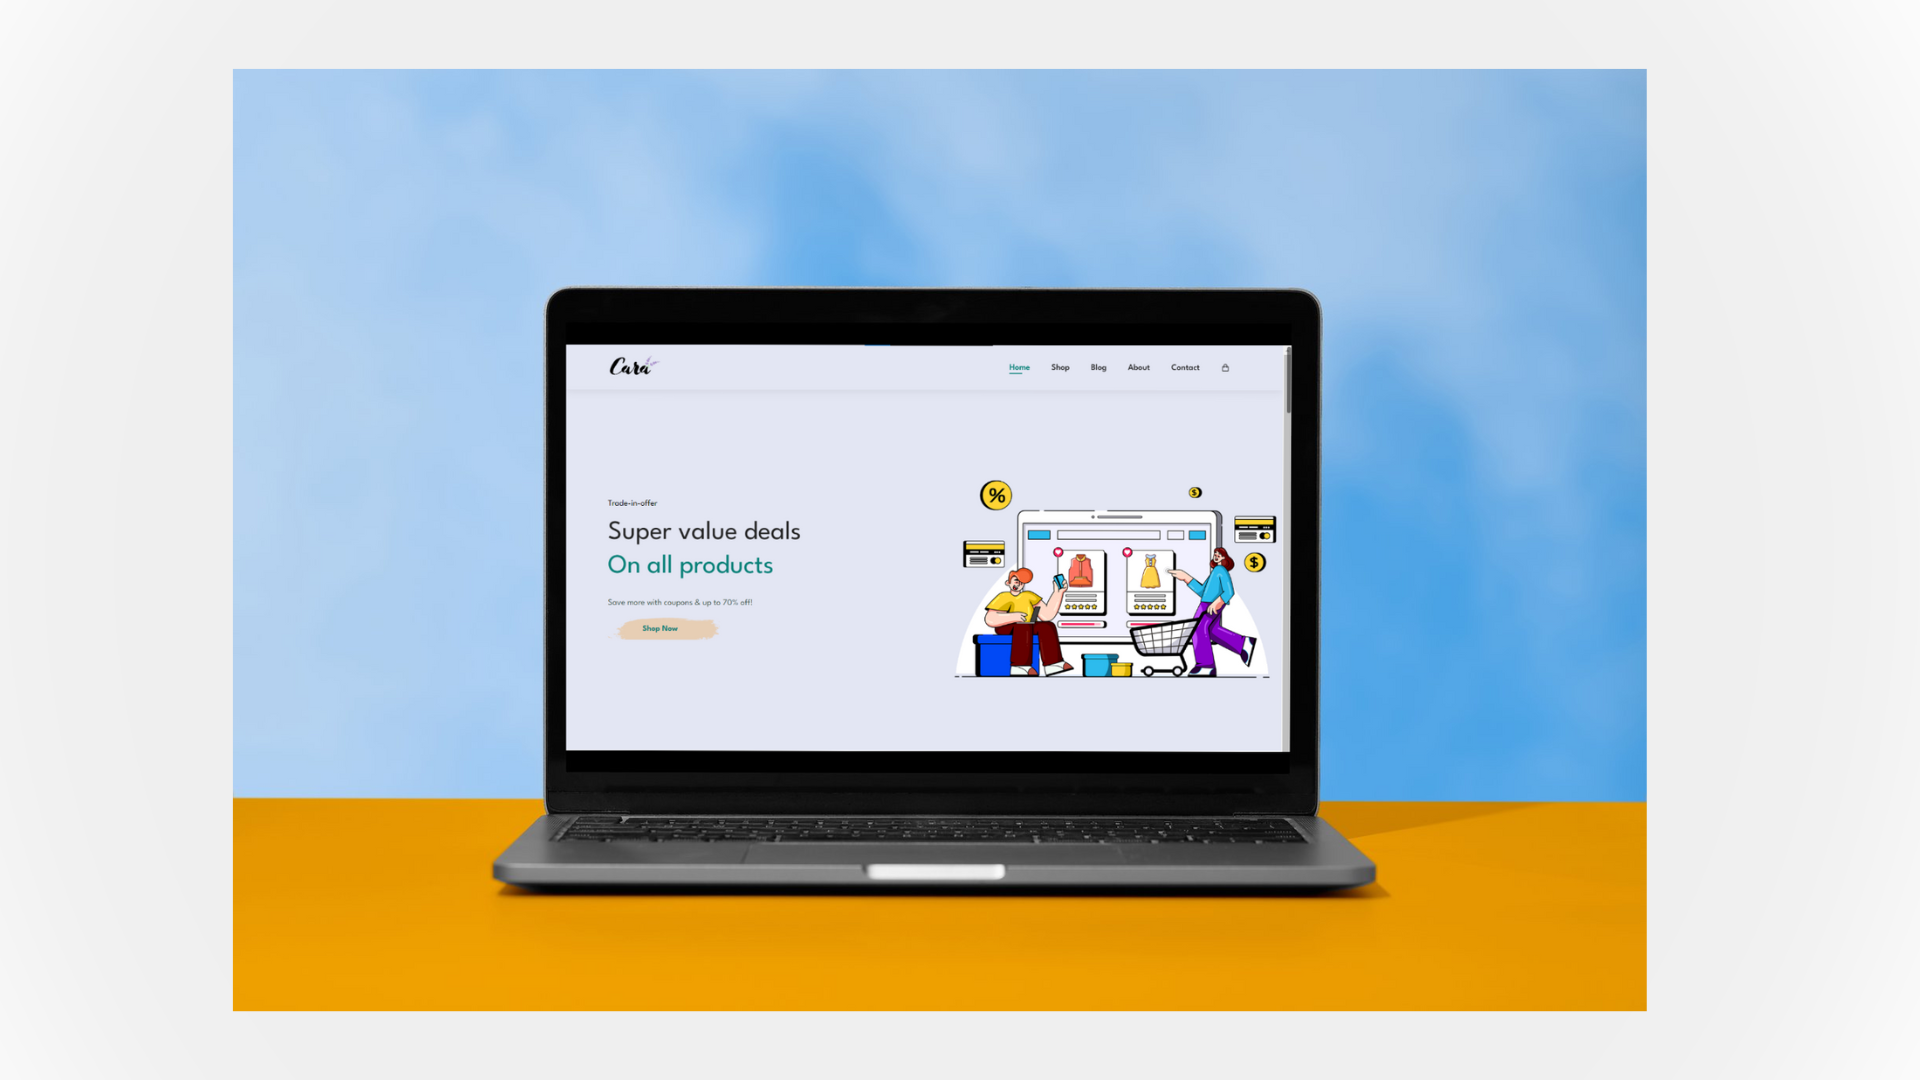 Cara
Home Shop Blog About Contact
Trade-in-offer
Super value deals
On all products
Save more with coupons & up to 70% off!
Shop Now
%
$
$